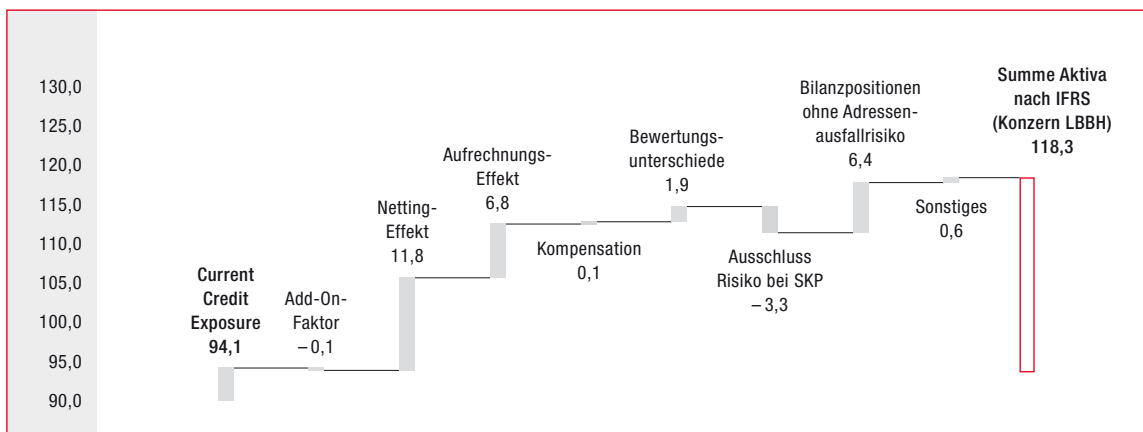 130,0
125,0
120,0
115,0
110,0
105,0
100,0
95,0
90,0
Current
Credit
Exposure
94,1
Add-On-
Faktor
– 0,1
Netting-
Effekt
11,8
Aufrechnungs-
Effekt
6,8
Kompensation
0,1
Bewertungs-
unterschiede
1,9
Ausschluss
Risiko bei SKP
– 3,3
Bilanzpositionen
ohne Adressen-
ausfallrisiko
6,4
Sonstiges
0,6
Summe Aktiva
nach IFRS
(Konzern LBBH)
118,3